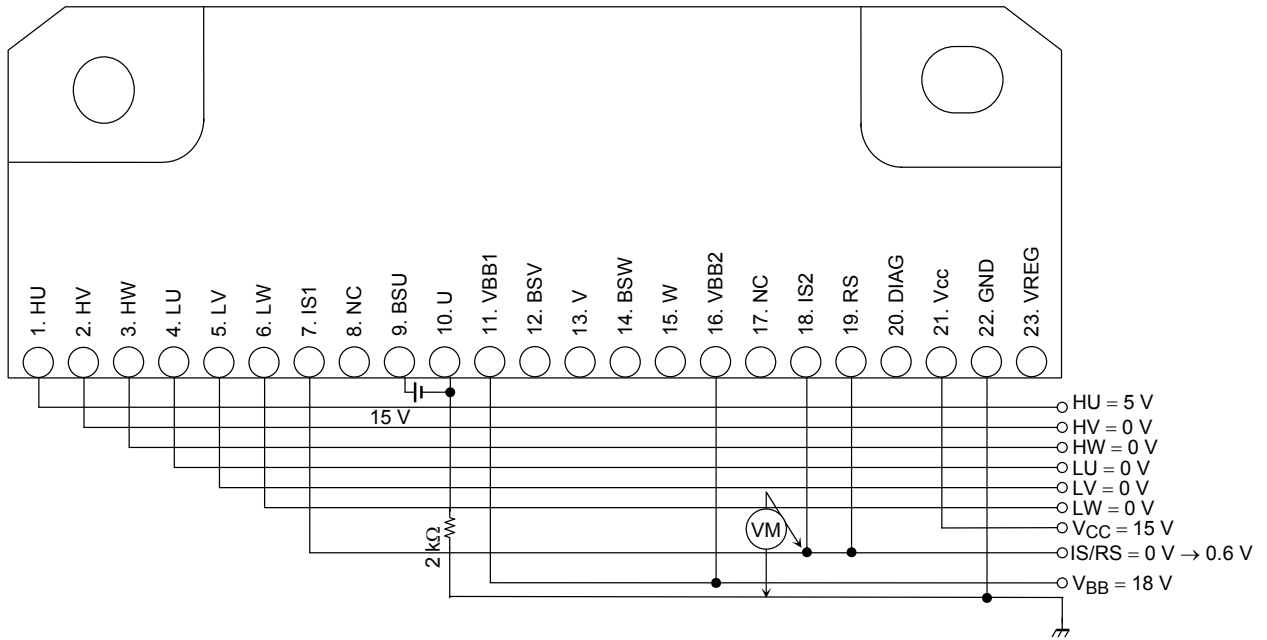 1. HU
2. HV
3. HW
4. LU
5. LV
6. LW
7. IS1
8. NC
9. BSU
10. U
11. VBB1
12. BSV
13. V
14. BSW
15. W
16. VBB2
17. NC
18. IS2
19. RS
20. DIAG
21. Vcc
22. GND
23. VREG
15 V
HU = 5 V
HV = 0 V
HW = 0 V
LU = 0 V
LV = 0 V
LW = 0 V
VCC = 15 V
2 kΩ
VM
IS/RS = 0 V → 0.6 V
VBB = 18 V